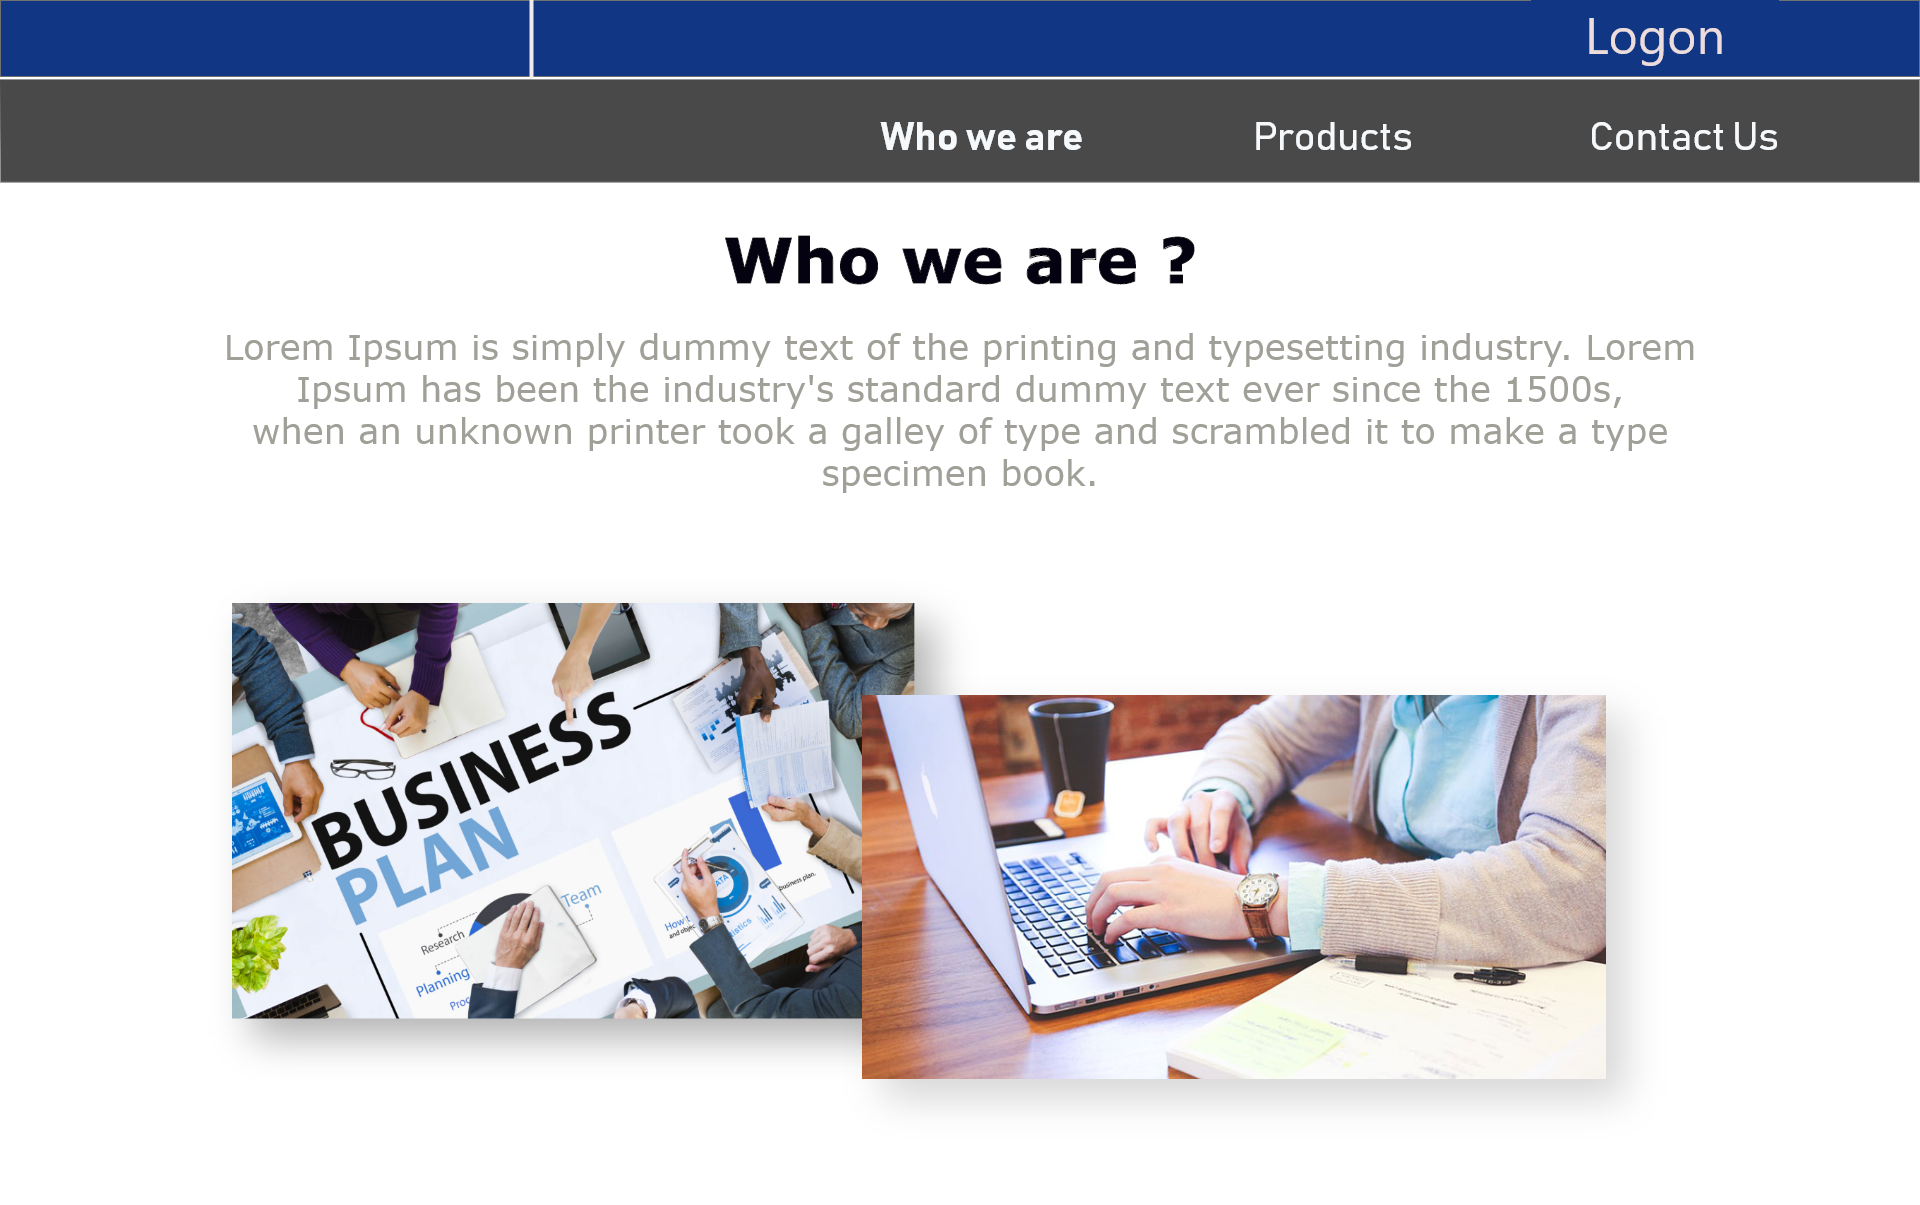 Logon
Who we are
Products
Contact Us
Who we are ?
Lorem Ipsum is simply dummy text of the printing and typesetting industry. Lorem
Ipsum has been the industry's standard dummy text ever since the 1500s,
when an unknown printer took a galley of type and scrambled it to make a type
specimen book.
BUSINESS
PLAN
Research
Team
Planning
business plan.